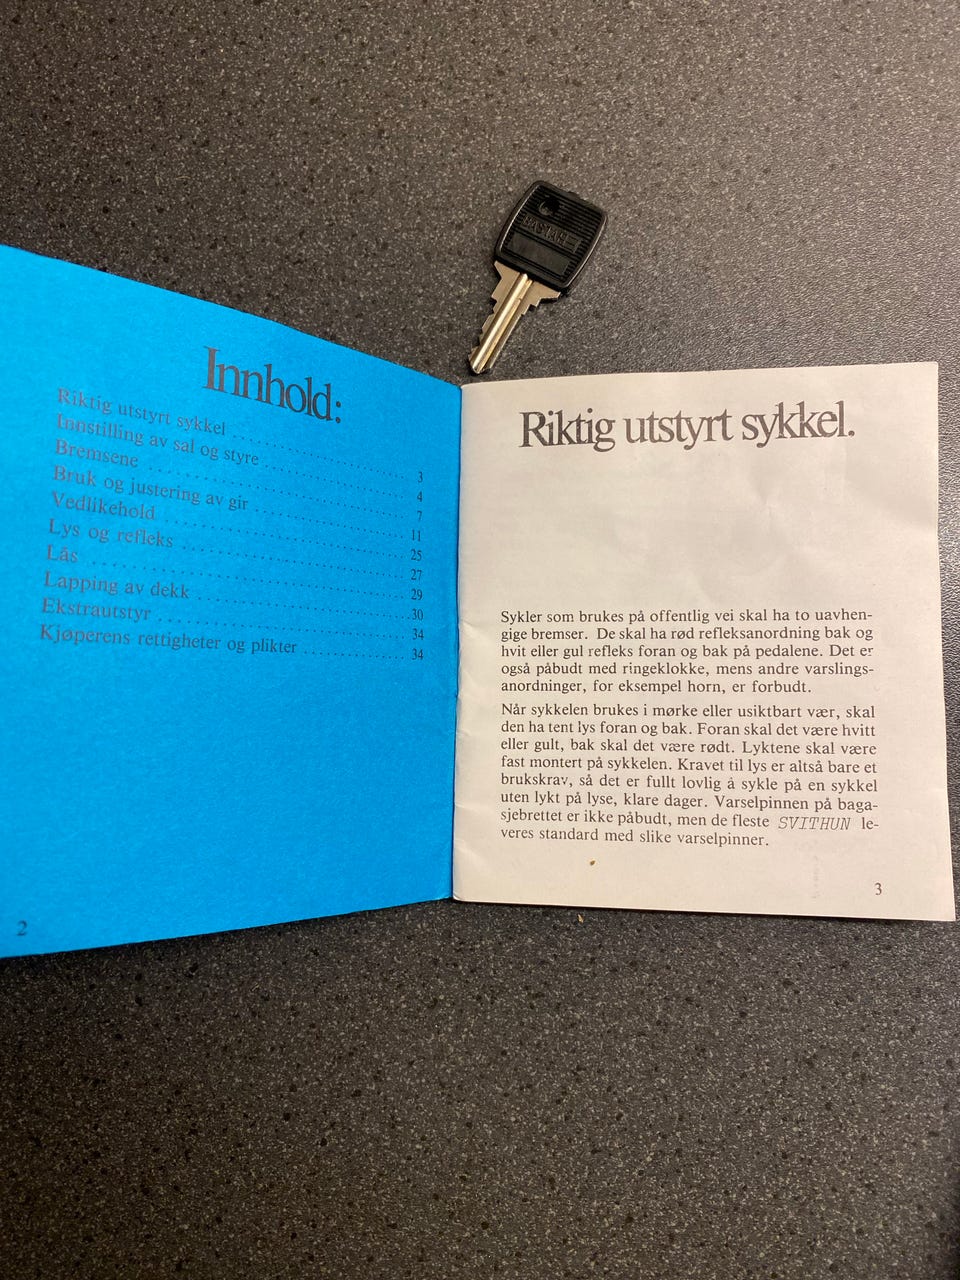 BASTA
Innhold:
Riktig utstyrt sykkel . . . . . . . . . . . . . . . . . . 3
Innstilling av sal og styre . . . . . . . . . . . . . . . 4
Bremsene . . . . . . . . . . . . . . . . . . . . . . . . 7
Bruk og justering av gir . . . . . . . . . . . . . . . . 11
Vedlikehold . . . . . . . . . . . . . . . . . . . . . . . 25
Lys og refleks . . . . . . . . . . . . . . . . . . . . . 27
Lås . . . . . . . . . . . . . . . . . . . . . . . . . . . 29
Lapping av dekk . . . . . . . . . . . . . . . . . . . . 30
Ekstrautstyr . . . . . . . . . . . . . . . . . . . . . . 34
Kjøperens rettigheter og plikter . . . . . . . . . . . . 34
2
Riktig utstyrt sykkel.
Sykler som brukes på offentlig vei skal ha to uavhen-
gige bremser. De skal ha rød refleksanordning bak og
hvit eller gul refleks foran og bak på pedalene. Det er
også påbudt med ringeklokke, mens andre varslings-
anordninger, for eksempel horn, er forbudt.
Når sykkelen brukes i mørke eller usiktbart vær, skal
den ha tent lys foran og bak. Foran skal det være hvitt
eller gult, bak skal det være rødt. Lyktene skal være
fast montert på sykkelen. Kravet til lys er altså bare et
brukskrav, så det er fullt lovlig å sykle på en sykkel
uten lykt på lyse, klare dager. Varselpinnen på baga-
sjebrettet er ikke påbudt, men de fleste SVITHUN le-
veres standard med slike varselpinner.
3